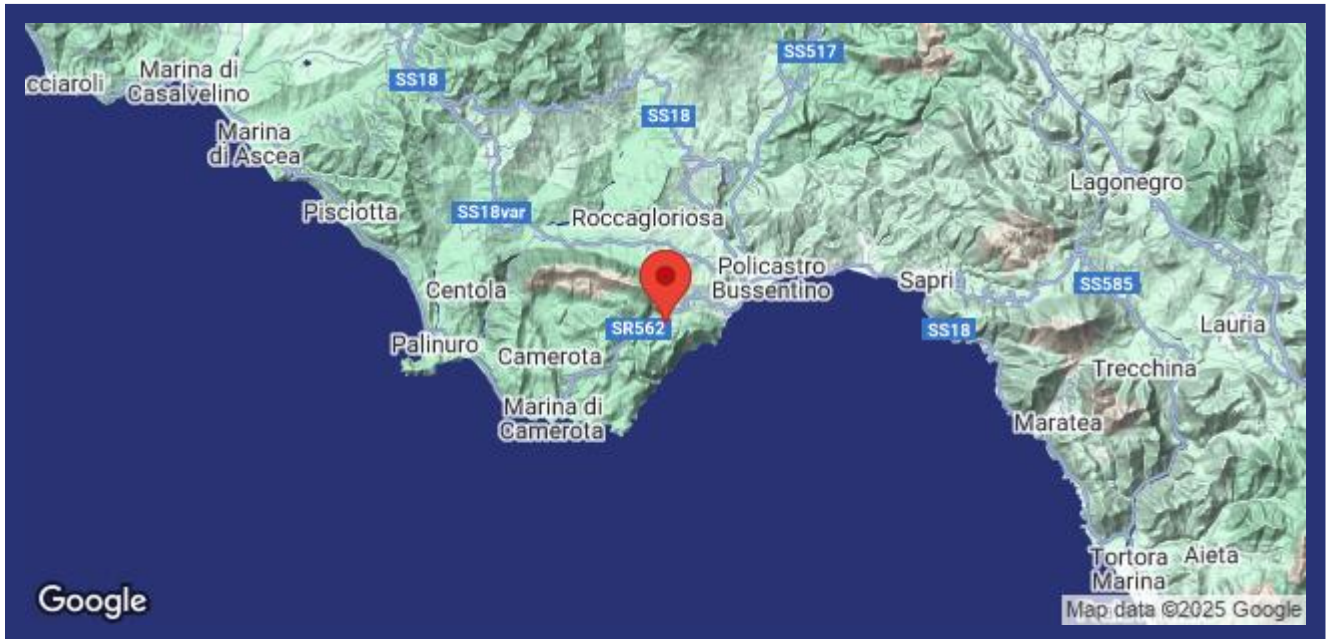 SS517
Marina di
Casalvelino
cciaroli
SS18
SS18
Marina
di Ascea
Lagonegro
Pisciotta
SS18var
Roccagloriosa
Policastro
Bussentino
Sapri
Centola
SS585
SR562
SS18
Lauria
Palinuro
Camerota
Trecchina
Marina di
Camerota
Maratea
Tortora
Marina
Aieta
Google
Map data ©2025 Google